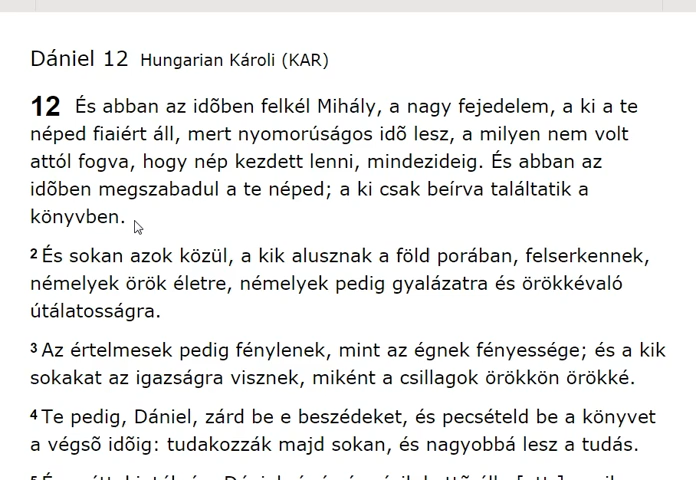 Dániel 12 Hungarian Károli (KAR)
12 És abban az idõben felkél Mihály, a nagy fejedelem, a ki a te
néped fiaiért áll, mert nyomorúságos idõ lesz, a milyen nem volt
attól fogva, hogy nép kezdett lenni, mindezideig. És abban az
idõben megszabadul a te néped; a ki csak beírva találtatik a
könyvben.
2 És sokan azok közül, a kik alusznak a föld porában, felserkennek,
némelyek örök életre, némelyek pedig gyalázatra és örökkévaló
útálatosságra.
3 Az értelmesek pedig fénylenek, mint az égnek fényessége; és a kik
sokakat az igazságra visznek, miként a csillagok örökkön örökké.
4 Te pedig, Dániel, zárd be e beszédeket, és pecsételd be a könyvet
a végsõ idõig: tudakozzák majd sokan, és nagyobbá lesz a tudás.